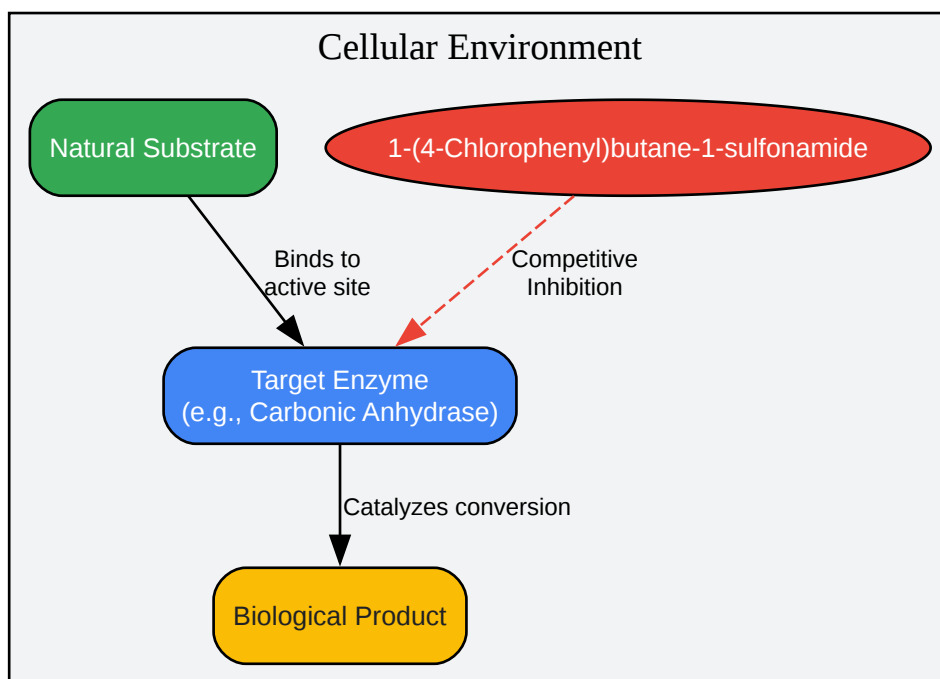 Cellular Environment
Natural Substrate
1-(4-Chlorophenyl)butane-1-sulfonamide
Binds to
active site
Competitive
Inhibition
Target Enzyme
(e.g., Carbonic Anhydrase)
Catalyzes conversion
Biological Product